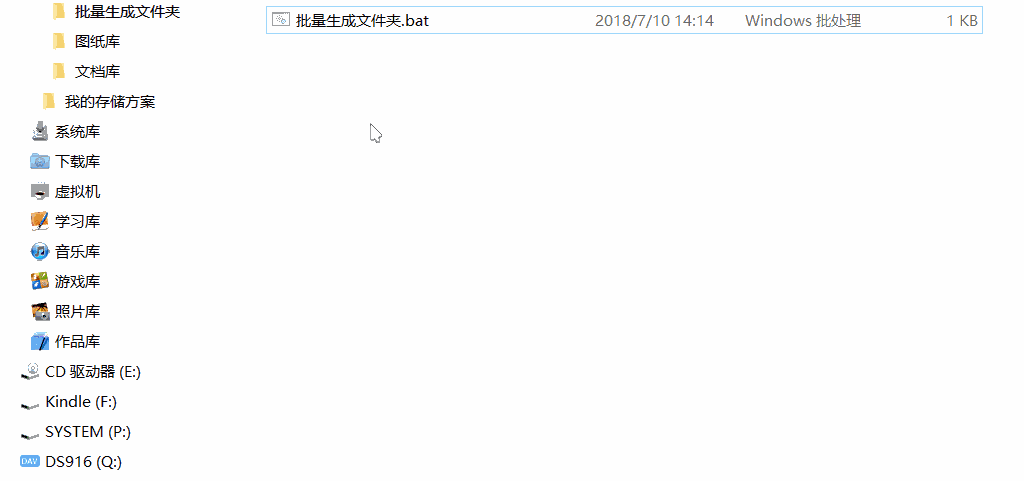 批量生成文件夹
图纸库
文档库
我的存储方案
系统库
下载库
虚拟机
学习库
音乐库
游戏库
照片库
作品库
CD 驱动器 (E:)
Kindle (F:)
SYSTEM (P:)
DAV DS916 (Q:)
批量生成文件夹.bat 2018/7/10 14:14 Windows 批处理 1 KB